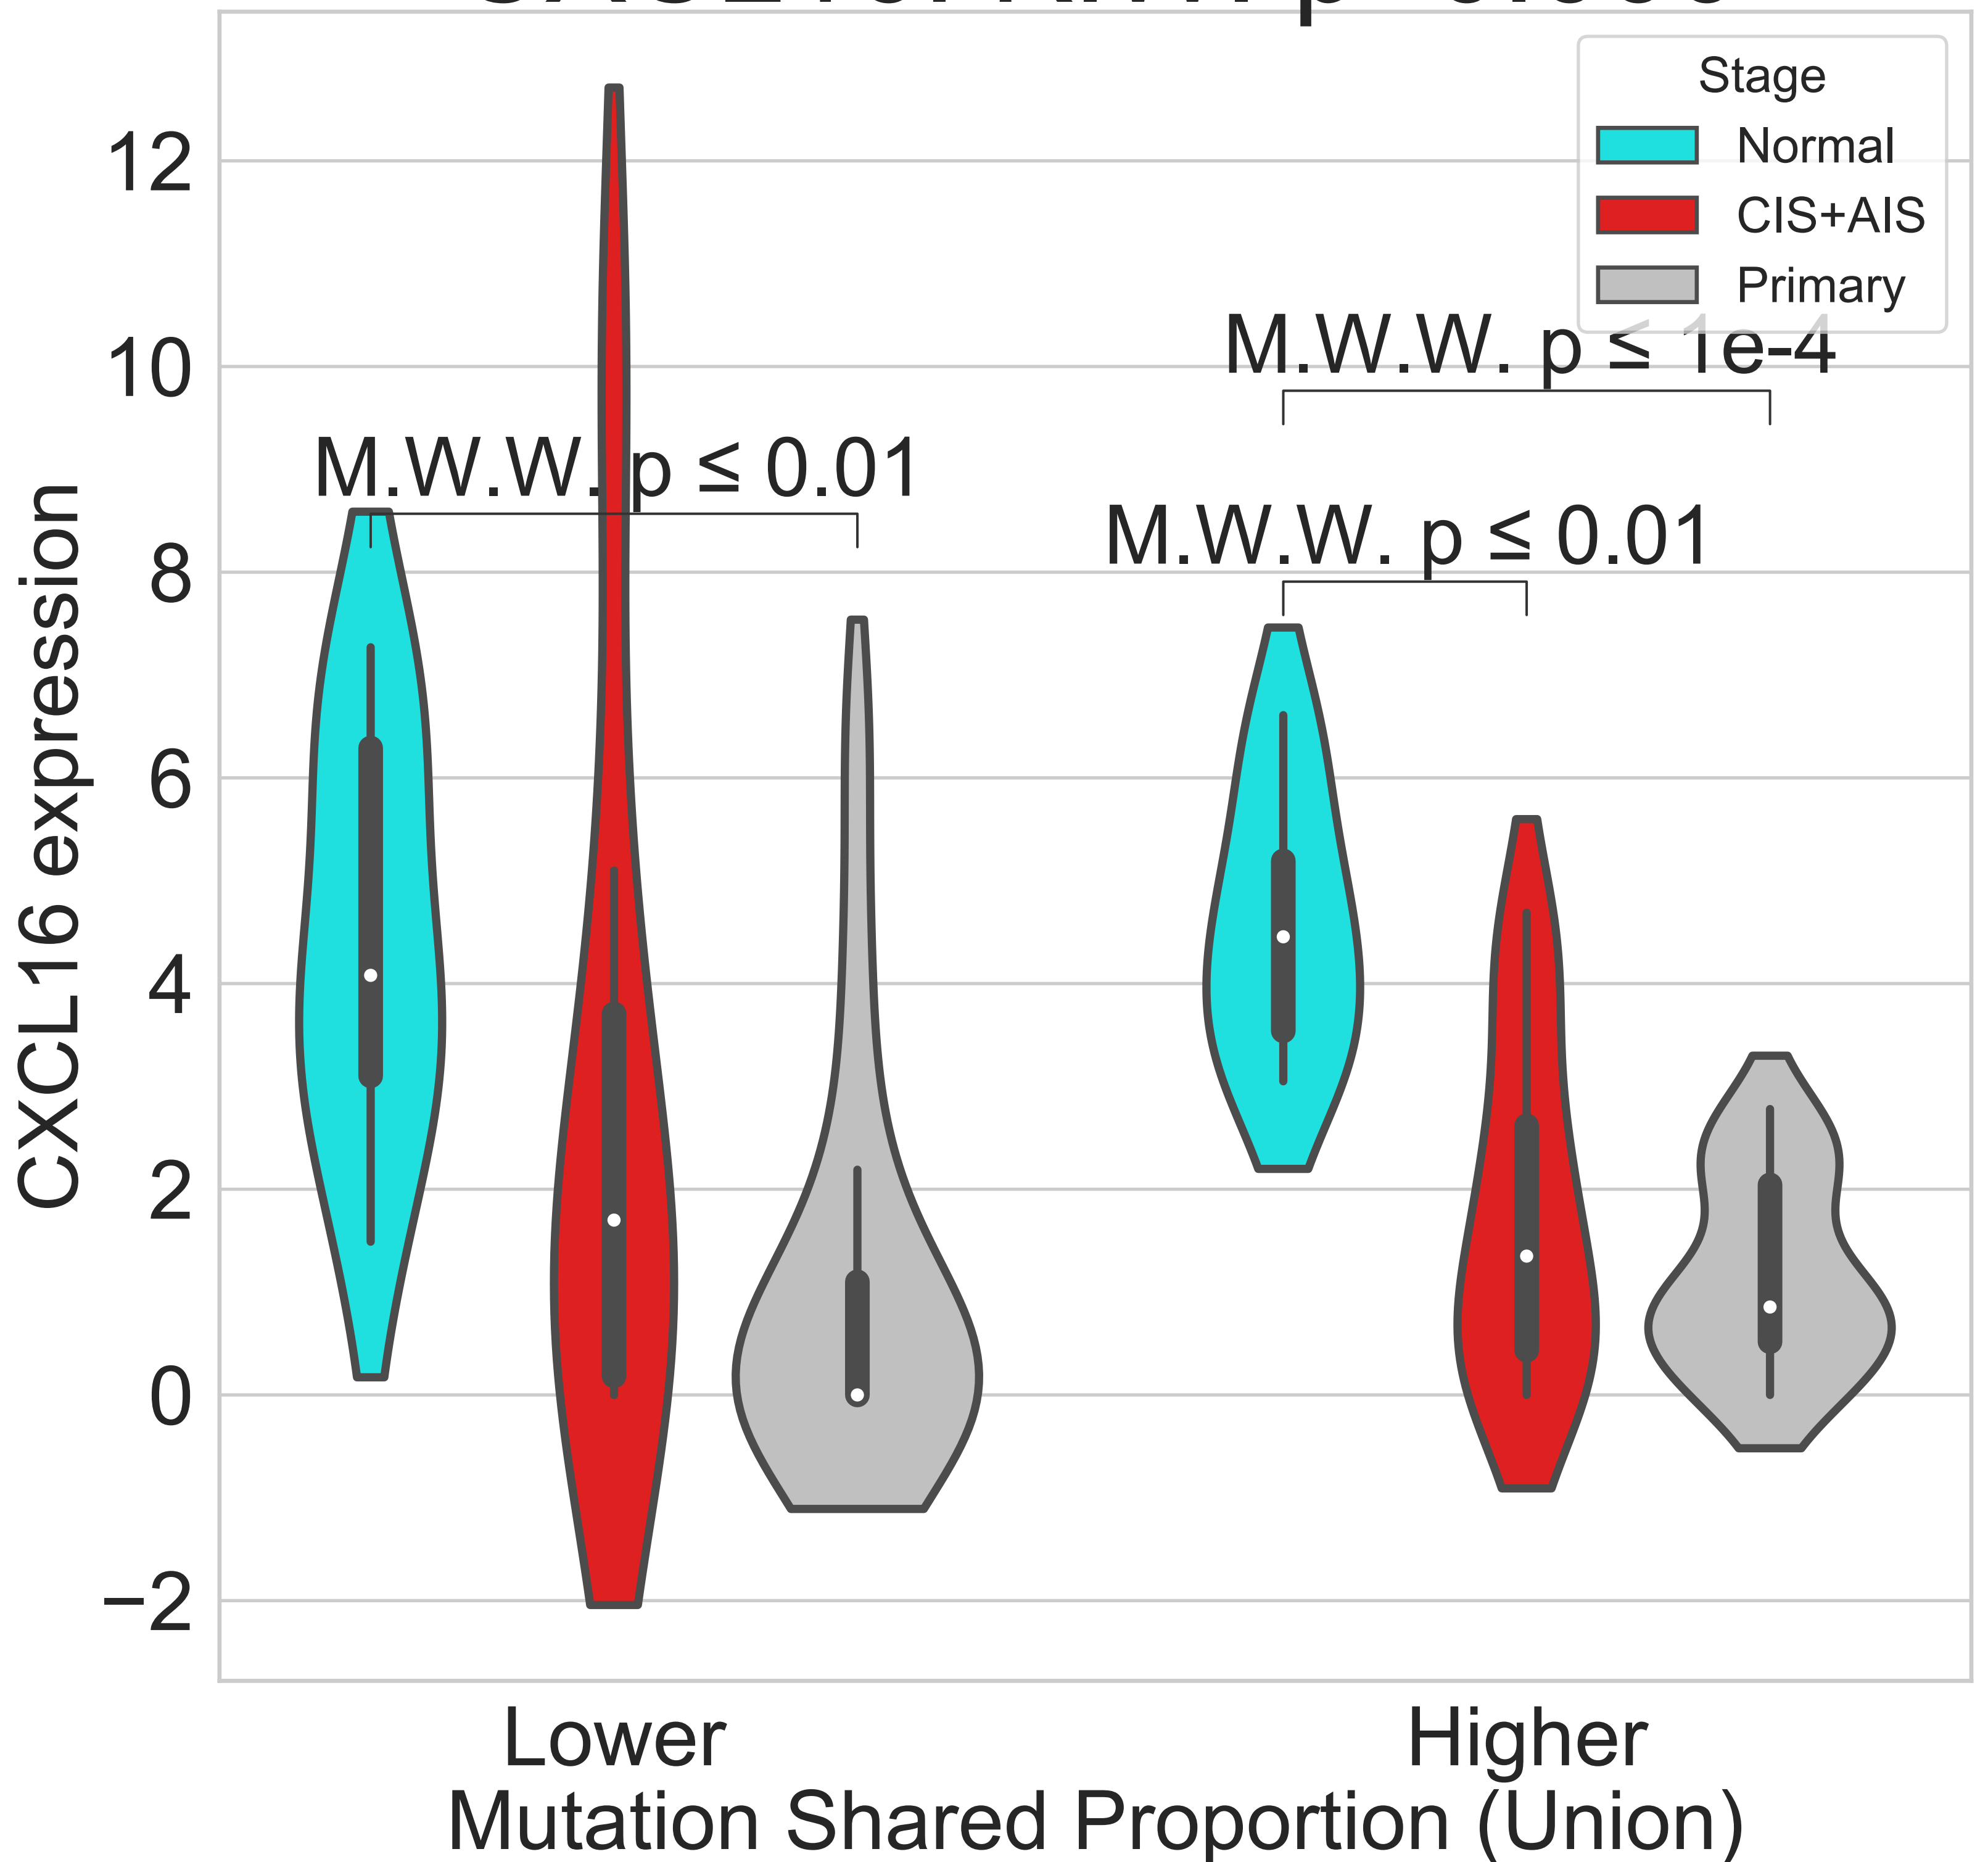 Stage
Normal
CIS+AIS
Primary
12
10
8
6
4
2
0
−2
CXCL16 expression
M.W.W. p ≤ 1e-4
M.W.W. p ≤ 0.01
M.W.W. p ≤ 0.01
Lower
Higher
Mutation Shared Proportion (Union)